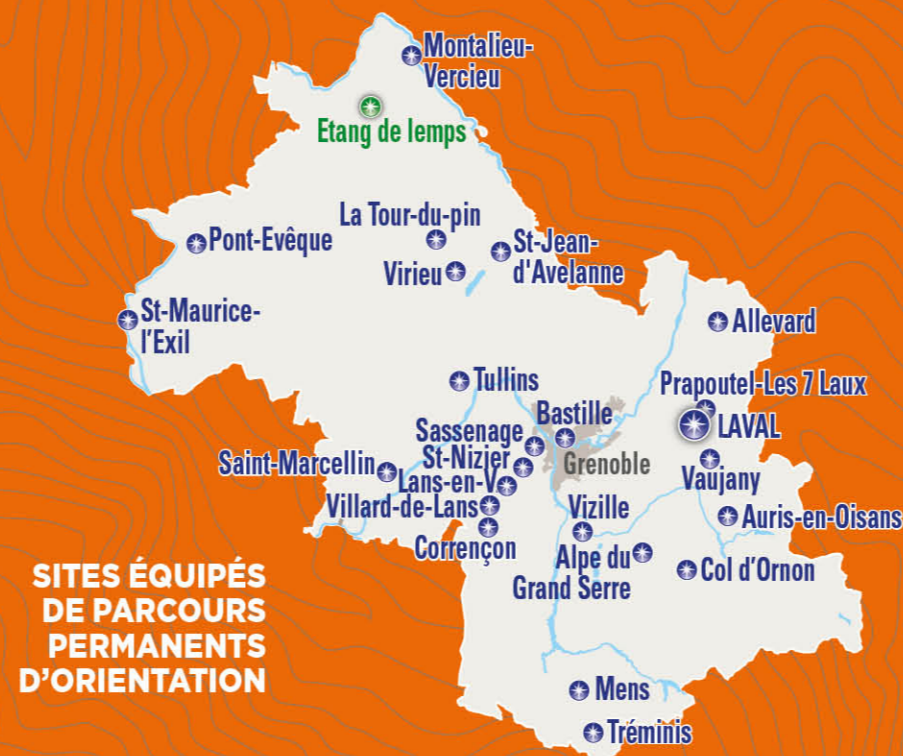 Montalieu-
Vercieu
Etang de lemps
La Tour-du-pin
Pont-Evêque
St-Jean-
d'Avelanne
Virieu
St-Maurice-
l'Exil
Allevard
Tullins
Prapoutel-Les 7 Laux
Bastille
LAVAL
Sassenage
St-Nizier
Grenoble
Saint-Marcellin
Lans-en-V
Vaujany
Villard-de-Lans
Vizille
Auris-en-Oisans
Corrençon
Alpe du
Grand Serre
Col d'Ornon
SITES ÉQUIPÉS
DE PARCOURS
PERMANENTS
D'ORIENTATION
Mens
Tréminis